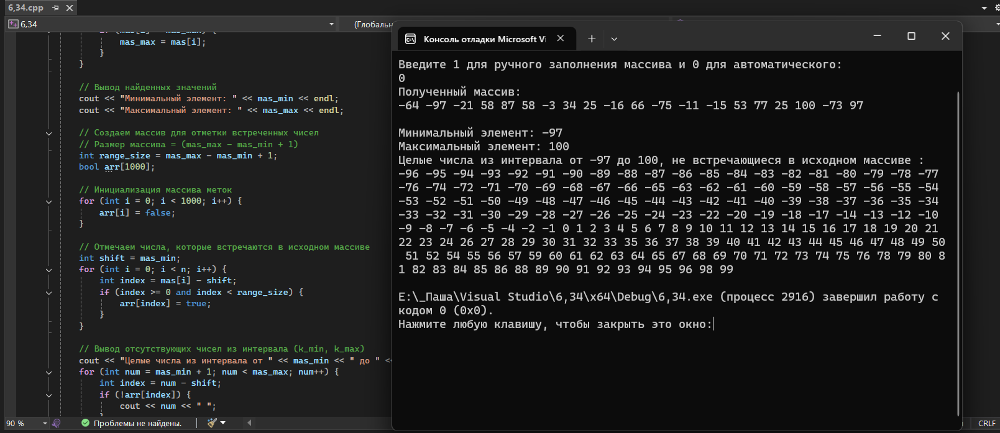 6,34.cpp
6,34
(Глобальн
mas_max = mas[i];
}
}
// Вывод найденных значений
cout << "Минимальный элемент: " << mas_min << endl;
cout << "Максимальный элемент: " << mas_max << endl;
// Создаем массив для отметки встреченных чисел
// Размер массива = (mas_max - mas_min + 1)
int range_size = mas_max - mas_min + 1;
bool arr[1000];
// Инициализация массива меток
for (int i = 0; i < 1000; i++) {
arr[i] = false;
}
// Отмечаем числа, которые встречаются в исходном массиве
int shift = mas_min;
for (int i = 0; i < n; i++) {
int index = mas[i] - shift;
if (index >= 0 and index < range_size) {
arr[index] = true;
}
}
// Вывод отсутствующих чисел из интервала (k_min, k_max)
cout << "Целые числа из интервала от " << mas_min << " до " <<
for (int num = mas_min + 1; num < mas_max; num++) {
int index = num - shift;
if (!arr[index]) {
cout << num << " ";
90 %
Проблемы не найдены.
CRLF
Консоль отладки Microsoft Vi
Введите 1 для ручного заполнения массива и 0 для автоматического:
0
Полученный массив:
-64 -97 -21 58 87 58 -3 34 25 -16 66 -75 -11 -15 53 77 25 100 -73 97
Минимальный элемент: -97
Максимальный элемент: 100
Целые числа из интервала от -97 до 100, не встречающиеся в исходном массиве :
-96 -95 -94 -93 -92 -91 -90 -89 -88 -87 -86 -85 -84 -83 -82 -81 -80 -79 -78 -77
-76 -74 -72 -71 -70 -69 -68 -67 -66 -65 -63 -62 -61 -60 -59 -58 -57 -56 -55 -54
-53 -52 -51 -50 -49 -48 -47 -46 -45 -44 -43 -42 -41 -40 -39 -38 -37 -36 -35 -34
-33 -32 -31 -30 -29 -28 -27 -26 -25 -24 -23 -22 -20 -19 -18 -17 -14 -13 -12 -10
-9 -8 -7 -6 -5 -4 -2 -1 0 1 2 3 4 5 6 7 8 9 10 11 12 13 14 15 16 17 18 19 20 21
22 23 24 26 27 28 29 30 31 32 33 35 36 37 38 39 40 41 42 43 44 45 46 47 48 49 50
51 52 54 55 56 57 59 60 61 62 63 64 65 67 68 69 70 71 72 73 74 75 76 78 79 80 8
1 82 83 84 85 86 88 89 90 91 92 93 94 95 96 98 99
E:\_Паша\Visual Studio\6,34\x64\Debug\6,34.exe (процесс 2916) завершил работу с
кодом 0 (0x0).
Нажмите любую клавишу, чтобы закрыть это окно: